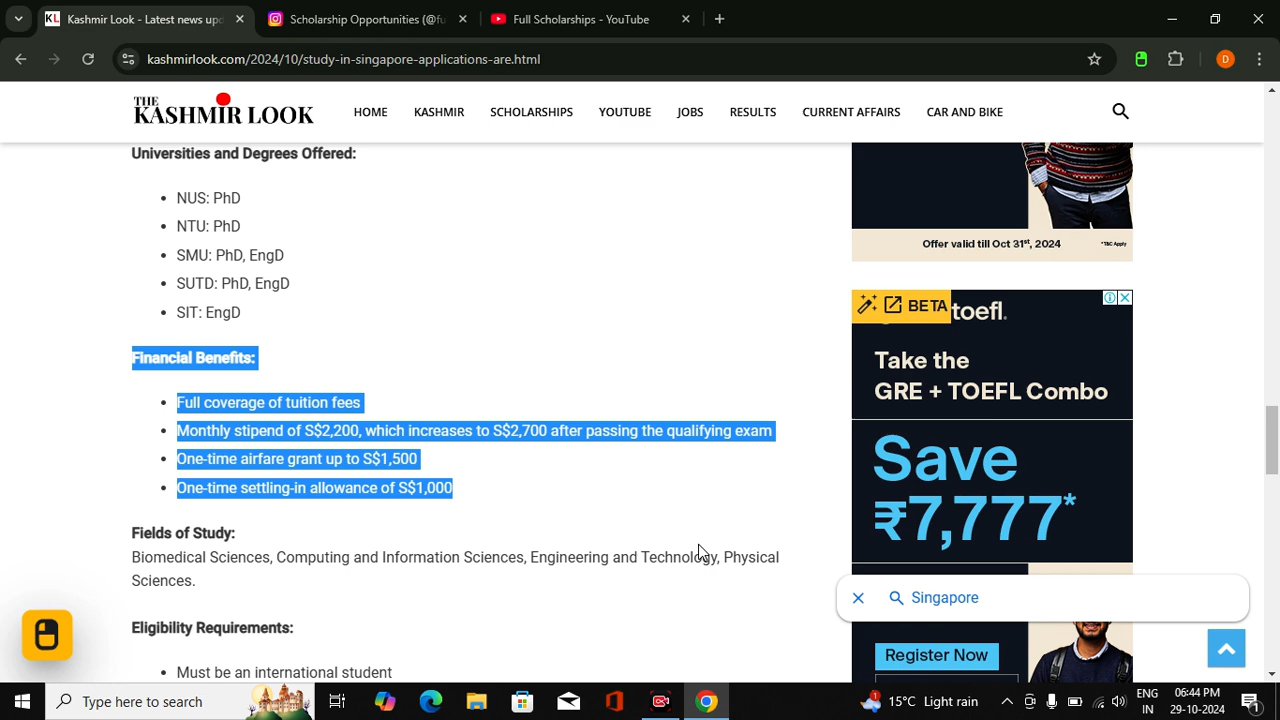 Kashmir Look - Latest news upd
Scholarship Opportunities (@fu
Full Scholarships - YouTube
kashmirlook.com/2024/10/study-in-singapore-applications-are.html
D
KL
THE
KASHMIR LOOK
HOME
KASHMIR
SCHOLARSHIPS
YOUTUBE
JOBS
RESULTS
CURRENT AFFAIRS
CAR AND BIKE
Universities and Degrees Offered:
NUS: PhD
NTU: PhD
SMU: PhD, EngD
SUTD: PhD, EngD
SIT: EngD
Financial Benefits:
Full coverage of tuition fees
Monthly stipend of S$2,200, which increases to S$2,700 after passing the qualifying exam
One-time airfare grant up to S$1,500
One-time settling-in allowance of S$1,000
Fields of Study:
Biomedical Sciences, Computing and Information Sciences, Engineering and Technology, Physical
Sciences.
Eligibility Requirements:
Must be an international student
Offer valid till Oct 31st, 2024
*T&C Apply
BETA
toefl.
Take the
GRE + TOEFL Combo
Save
₹7,777*
Singapore
Register Now
Type here to search
1
15°C Light rain
ENG
IN
06:44 PM
29-10-2024
1